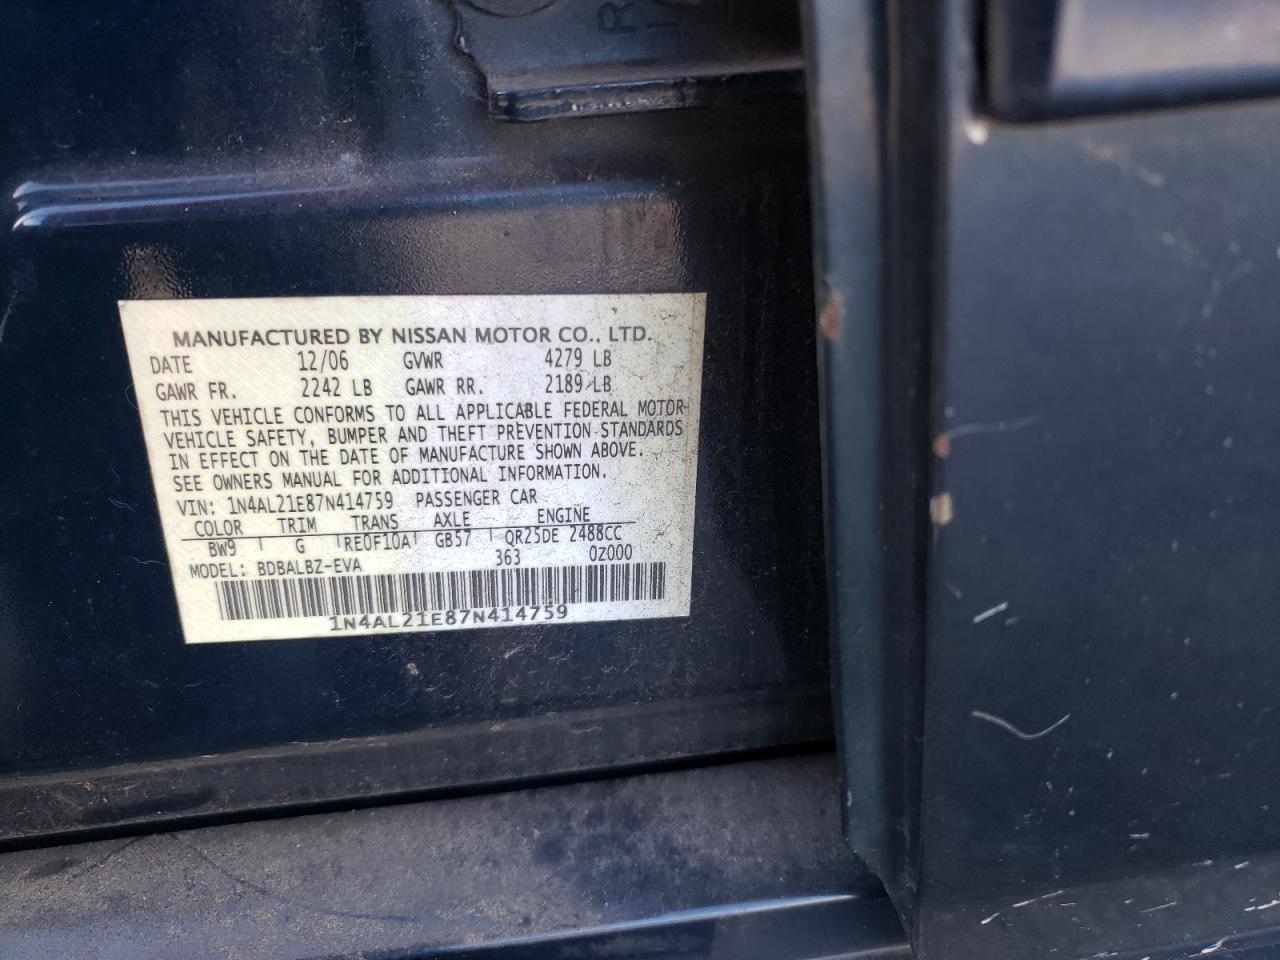 MANUFACTURED BY NISSAN MOTOR CO., LTD.
DATE 12/06 GVWR 4279 LB
GAWR FR. 2242 LB GAWR RR. 2189 LB
THIS VEHICLE CONFORMS TO ALL APPLICABLE FEDERAL MOTOR
VEHICLE SAFETY, BUMPER AND THEFT PREVENTION STANDARDS
IN EFFECT ON THE DATE OF MANUFACTURE SHOWN ABOVE.
SEE OWNERS MANUAL FOR ADDITIONAL INFORMATION.
VIN: 1N4AL21E87N414759 PASSENGER CAR
COLOR TRIM TRANS AXLE ENGINE
BW9 G RE0F10A GB57 QR25DE 2488CC
MODEL: BDBALBZ-EVA 363 0Z000
1N4AL21E87N414759